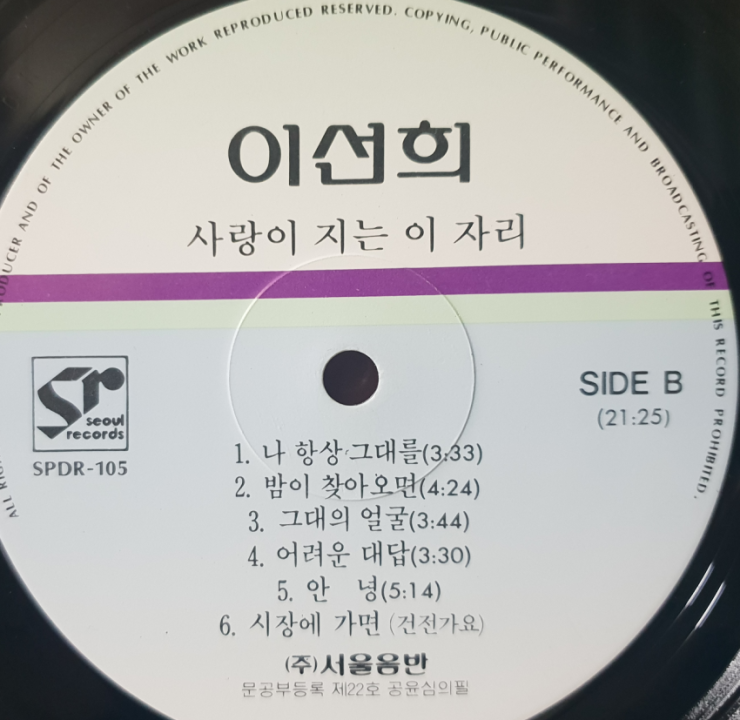 ODUCER AND OF THE OWNER OF THE WORK REPRODUCED RESERVED. COPYING, PUBLIC PERFORMANCE AND BROADCASTING OF THIS RECORD PROHIBITED.
이선희
사랑이 지는 이 자리
Sr
seoul
records
SPDR-105
SIDE B
(21:25)
1. 나 항상 그대를(3:33)
2. 밤이 찾아오면(4:24)
3. 그대의 얼굴(3:44)
4. 어려운 대답(3:30)
5. 안 녕(5:14)
6. 시장에 가면 (건전가요)
(주)서울음반
문공부등록 제22호 공윤심의필
ALL